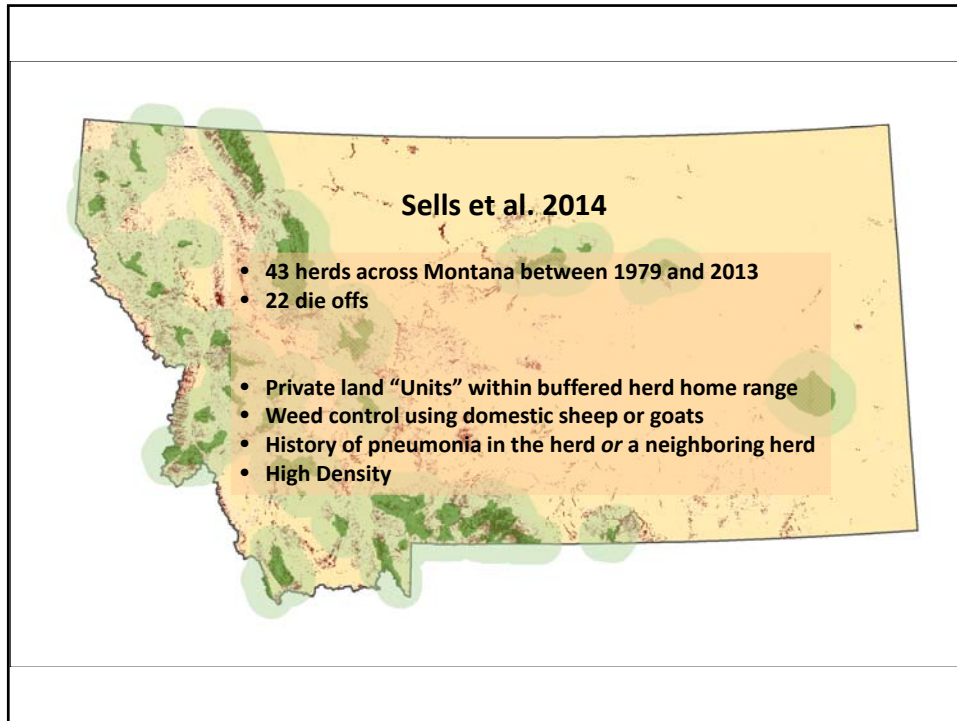 Sells et al. 2014
• 43 herds across Montana between 1979 and 2013
• 22 die offs
• Private land “Units” within buffered herd home range
• Weed control using domestic sheep or goats
• History of pneumonia in the herd or a neighboring herd
• High Density